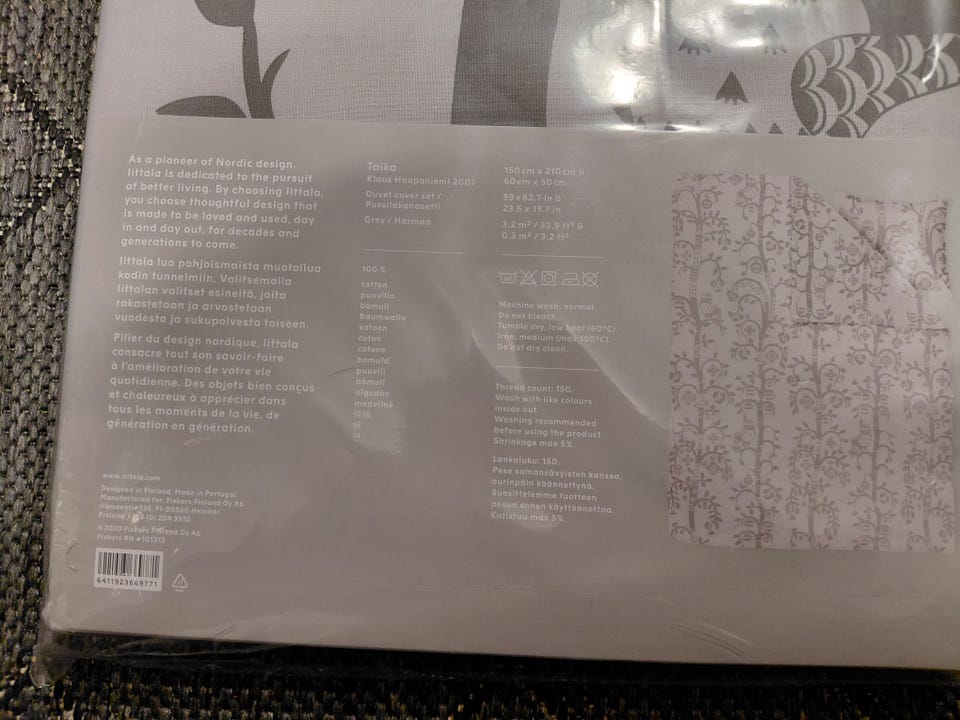 As a pioneer of Nordic design,
Iittala is dedicated to the pursuit
of better living. By choosing Iittala,
you choose thoughtful design that
is made to be loved and used, day
in and day out, for decades and
generations to come.
Iittala luo pohjoismaista muotoilua
kodin tunnelmiin. Valitsemalla
Iittalan valitset esineitä, joita
rakastetaan ja arvostetaan
vuodesta ja sukupolvesta toiseen.
Pilier du design nordique, Iittala
consacre tout son savoir-faire
à l'amélioration de votre vie
quotidienne. Des objets bien conçus
et chaleureux à apprécier dans
tous les moments de la vie, de
génération en génération.
www.iittala.com
Designed in Finland. Made in Portugal.
Manufactured for: Fiskars Finland Oy Ab
Hämeentie 135, FI-00560 Helsinki
Finland (0) 204 3910
©2020 Fiskars Finland Oy Ab
Fiskars RN #101312
6411923669771
Taika
Klaus Haapaniemi 2007
Duvet cover set /
Pussilakanasetti
Grey / Harmaa
100 %
cotton
puuvilla
bomull
Baumwolle
katoen
coton
cotone
bomuld
puuvill
bómull
algodón
medvilnė
150 cm x 210 cm &
60 cm x 50 cm
59 x 82.7 in &
23.6 x 19.7 in
3.2 m² / 33.9 ft² &
0.3 m² / 3.2 ft²
Machine wash, normal.
Do not bleach.
Tumble dry, low heat (60°C).
Iron, medium (max 150°C).
Do not dry clean.
Thread count: 150.
Wash with like colours
inside out.
Washing recommended
before using the product.
Shrinkage max 5%.
Lankaluku: 150.
Pese samansävyisten kanssa,
nurinpäin käännettynä.
Suosittelemme tuotteen
pesua ennen käyttöönottoa.
Kutistuu max 5%.